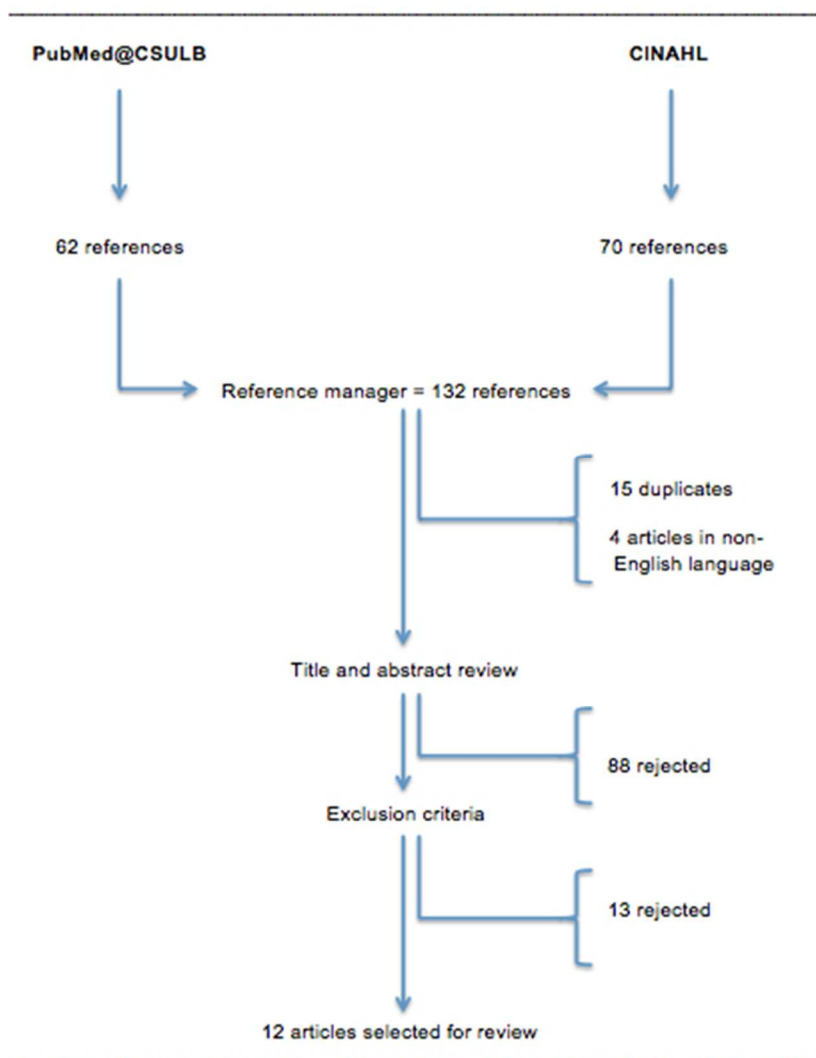 PubMed@CSULB
CINAHL
62 references
70 references
Reference manager = 132 references
15 duplicates
4 articles in non-
English language
Title and abstract review
88 rejected
Exclusion criteria
13 rejected
12 articles selected for review